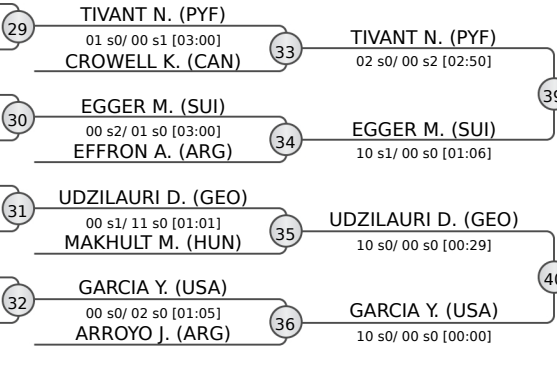 29
TIVANT N. (PYF)
01 s0/ 00 s1 [03:00]
CROWELL K. (CAN)
33
TIVANT N. (PYF)
02 s0/ 00 s2 [02:50]
39
30
EGGER M. (SUI)
00 s2/ 01 s0 [03:00]
EFFRON A. (ARG)
34
EGGER M. (SUI)
10 s1/ 00 s0 [01:06]
31
UDZILAURI D. (GEO)
00 s1/ 11 s0 [01:01]
MAKHULT M. (HUN)
35
UDZILAURI D. (GEO)
10 s0/ 00 s0 [00:29]
40
32
GARCIA Y. (USA)
00 s0/ 02 s0 [01:05]
ARROYO J. (ARG)
36
GARCIA Y. (USA)
10 s0/ 00 s0 [00:00]